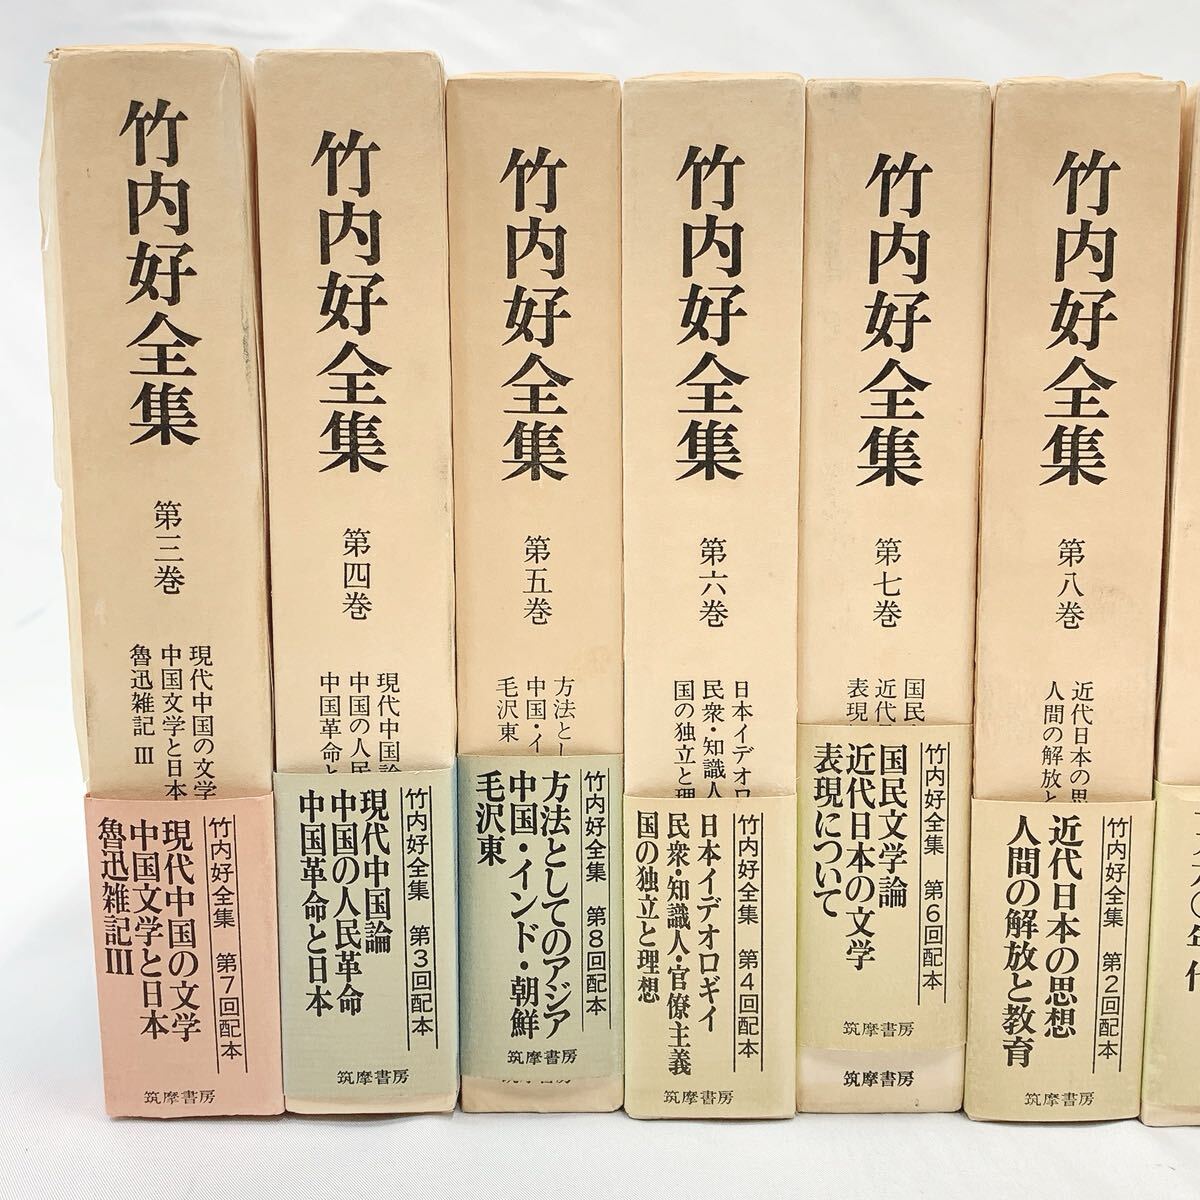 竹内好全集
第三巻
現代中国の文学
中国文学と日本
魯迅雑記 III
竹内好全集 第7回配本
現代中国の文学
中国文学と日本
魯迅雑記III
筑摩書房
竹内好全集
第四巻
現代中国論
中国の人民
中国革命と
竹内好全集 第3回配本
現代中国論
中国の人民革命
中国革命と日本
筑摩書房
竹内好全集
第五巻
方法とし
中国・イ
毛沢東
竹内好全集 第8回配本
方法としてのアジア
中国・インド・朝鮮
毛沢東
筑摩書房
筑摩書房
竹内好全集
第六巻
日本イデオロ
民衆・知識人
国の独立と理
竹内好全集 第4回配本
日本イデオロギイ
民衆・知識人・官僚主義
国の独立と理想
筑摩書房
竹内好全集
第七巻
国民
近代
表現
竹内好全集 第6回配本
国民文学論
近代日本の文学
表現について
筑摩書房
筑摩書房
竹内好全集
第八巻
近代日本の思
人間の解放と
竹内好全集 第2回配本
近代日本の思想
人間の解放と教育
筑摩書房